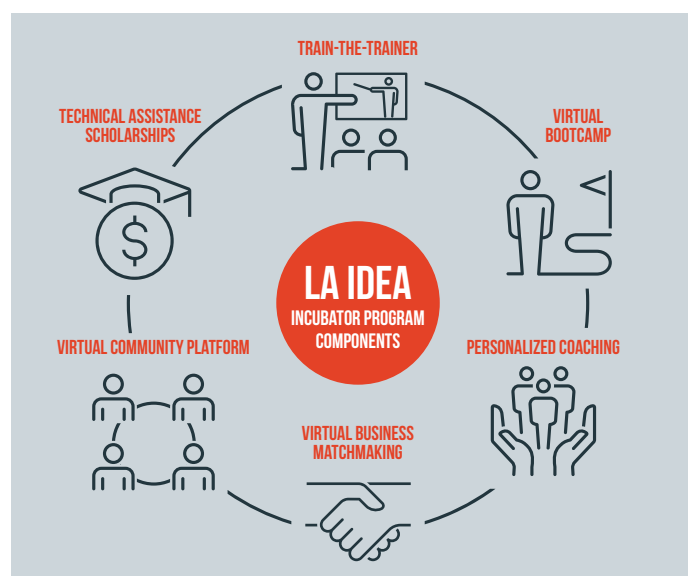 TRAIN-THE-TRAINER
TECHNICAL ASSISTANCE
SCHOLARSHIPS
$
VIRTUAL
BOOTCAMP
LA IDEA
INCUBATOR PROGRAM
COMPONENTS
VIRTUAL COMMUNITY PLATFORM
PERSONALIZED COACHING
VIRTUAL BUSINESS
MATCHMAKING